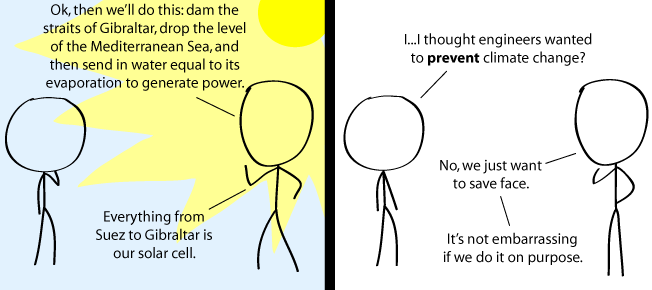 Ok, then we'll do this: dam the
straits of Gibraltar, drop the level
of the Mediterranean Sea, and
then send in water equal to its
evaporation to generate power.
Everything from
Suez to Gibraltar is
our solar cell.
I...I thought engineers wanted
to prevent climate change?
No, we just want
to save face.
It's not embarrassing
if we do it on purpose.